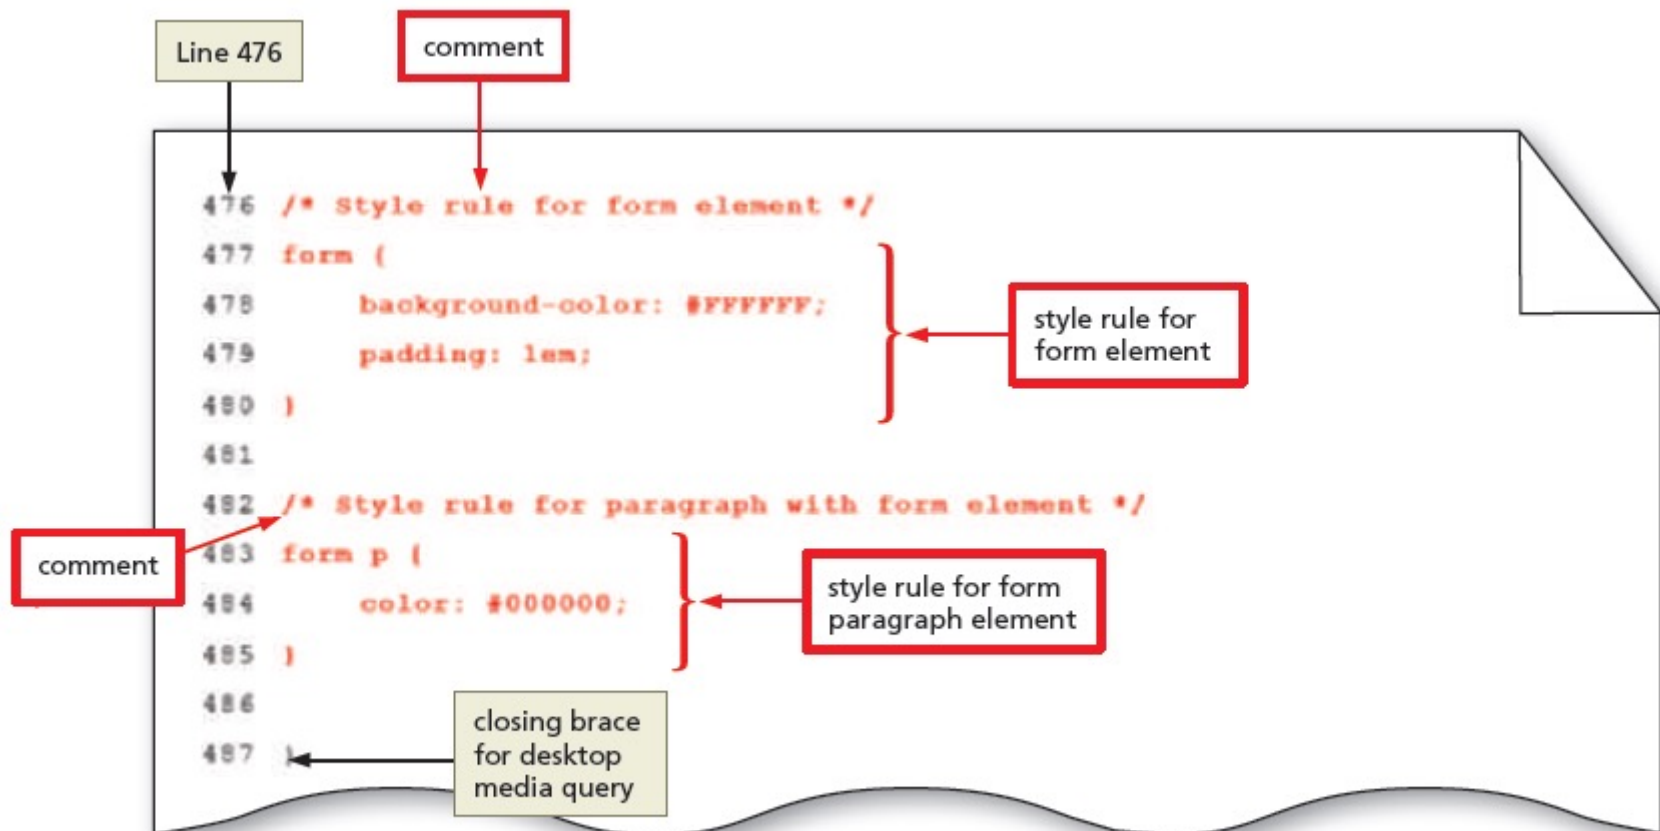 Line 476
comment
476 /* Style rule for form element */
477 form {
478 background-color: #FFFFFF;
479 padding: 1em;
480 }
style rule for
form element
481
482 /* Style rule for paragraph with form element */
comment
483 form p {
484 color: #000000;
485 }
style rule for form
paragraph element
486
487 }
closing brace
for desktop
media query